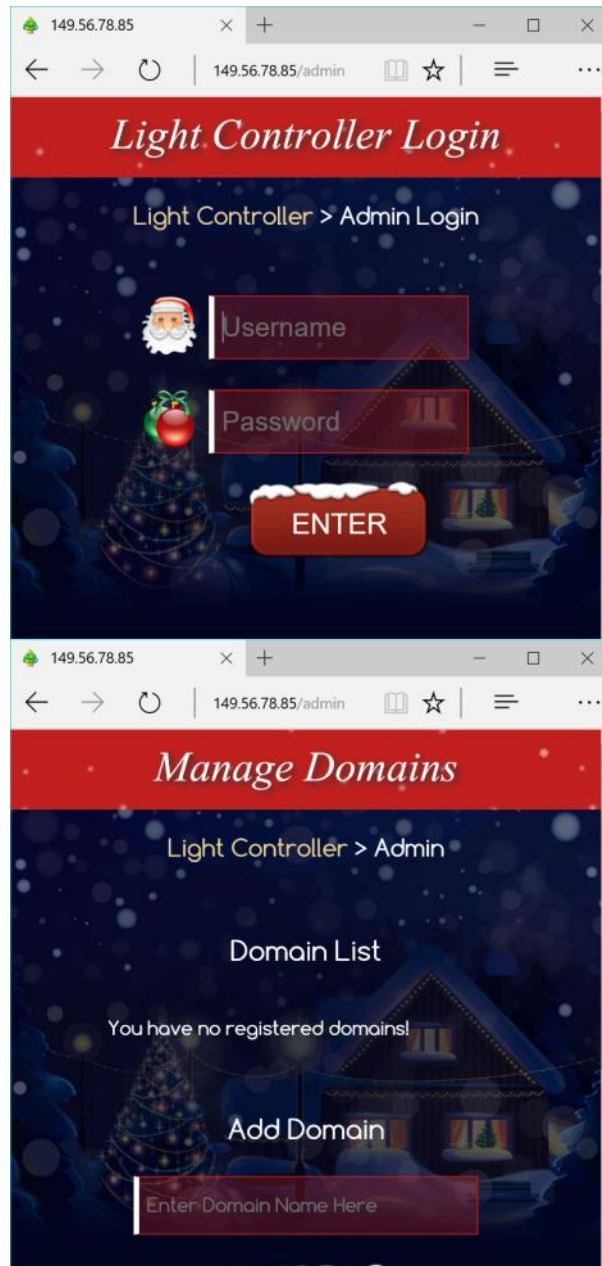 149.56.78.85
149.56.78.85/admin
Light Controller Login
Light Controller > Admin Login
Username
Password
ENTER
149.56.78.85
149.56.78.85/admin
Manage Domains
Light Controller > Admin
Domain List
You have no registered domains!
Add Domain
Enter Domain Name Here